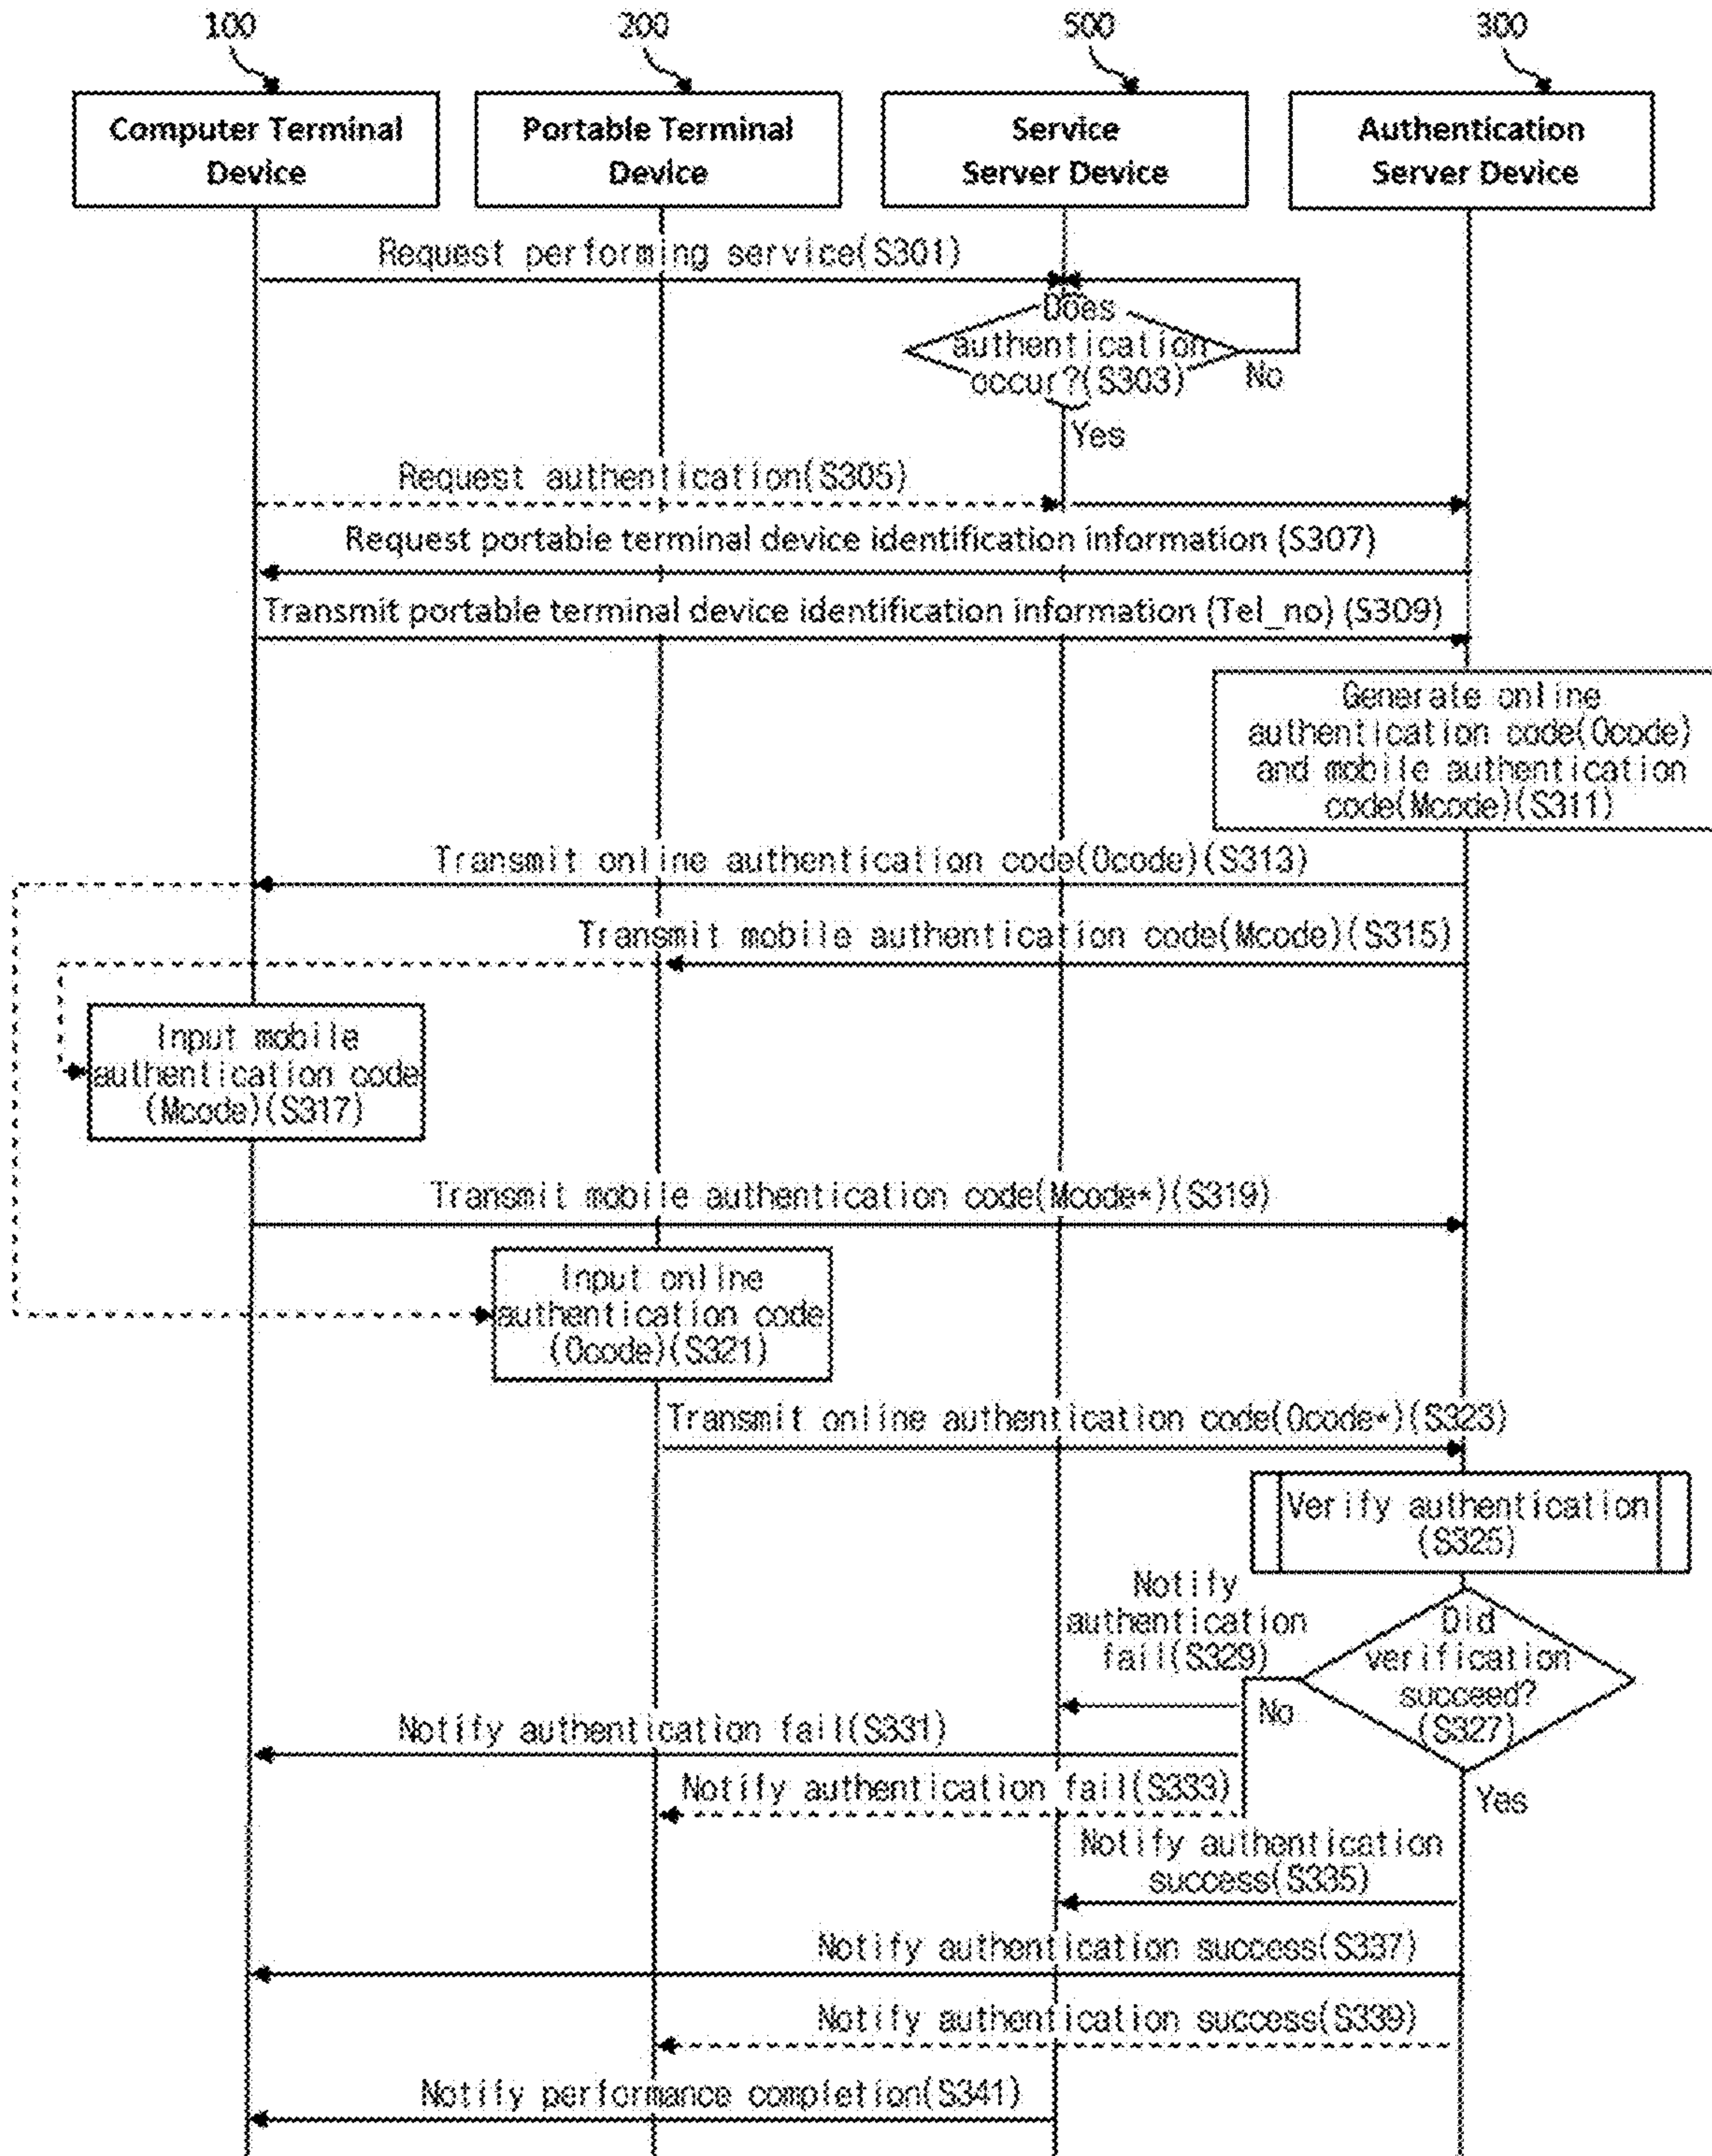 100
200
500
300
Computer Terminal
Device
Portable Terminal
Device
Service
Server Device
Authentication
Server Device
Request performing service(S301)
Does
authentication
occur?(S303)
No
Yes
Request authentication(S305)
Request portable terminal device identification information (S307)
Transmit portable terminal device identification information (Tel_no) (S309)
Generate online
authentication code(Ocode)
and mobile authentication
code(Mcode)(S311)
Transmit online authentication code(Ocode)(S313)
Transmit mobile authentication code(Mcode)(S315)
Input mobile
authentication code
(Mcode)(S317)
Transmit mobile authentication code(Mcode*)(S319)
Input online
authentication code
(Ocode)(S321)
Transmit online authentication code(Ocode*)(S323)
Verify authentication
(S325)
Notify
authentication
fail(S329)
Did
verification
succeed?
(S327)
No
Notify authentication fail(S331)
Notify authentication fail(S333)
Yes
Notify authentication
success(S335)
Notify authentication success(S337)
Notify authentication success(S339)
Notify performance completion(S341)